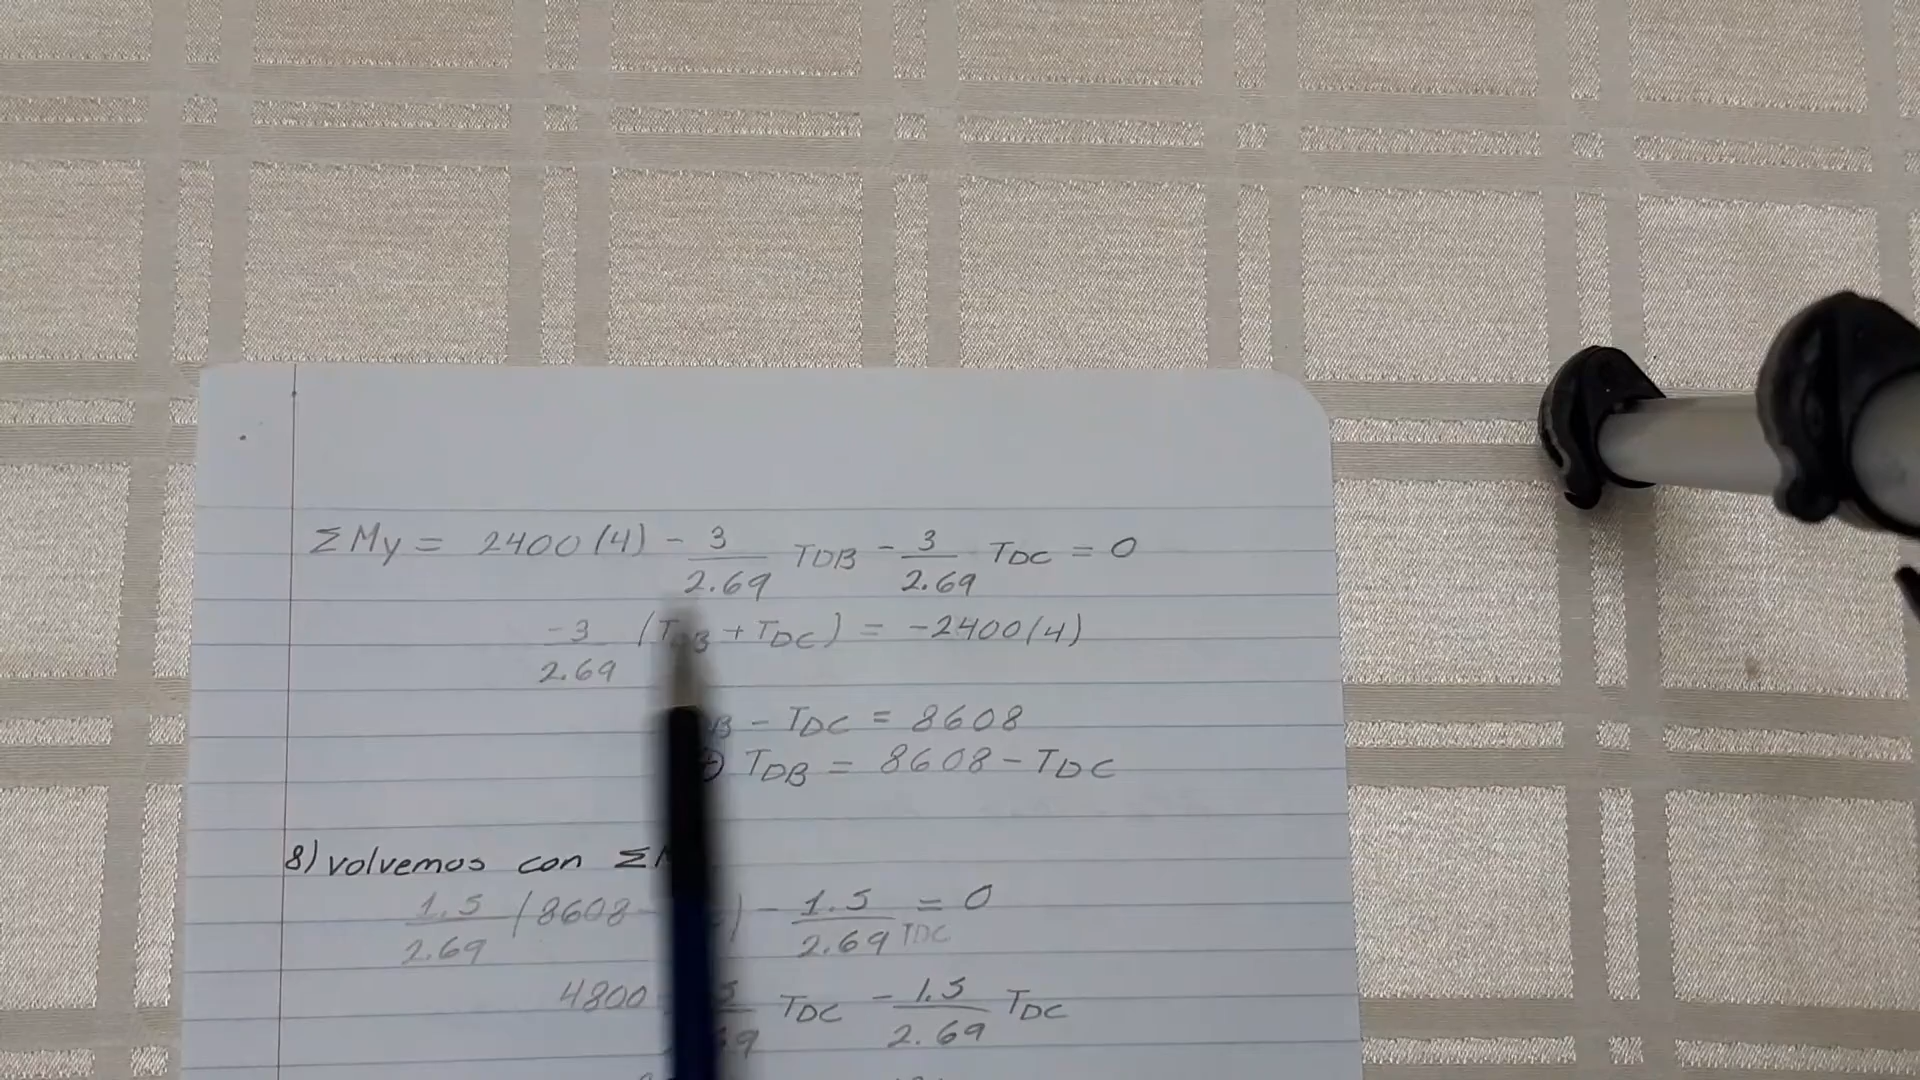 ΣMy = 2400(4) - 3/2.69 TDB - 3/2.69 TDC = 0
-3/2.69 (TDB + TDC) = -2400(4)
B - TDC = 8608
TDB = 8608 - TDC
8) volvemos con ΣM
1.5/2.69 (8608 - ) - 1.5/2.69 TDC = 0
4800 TDC - 1.5/2.69 TDC